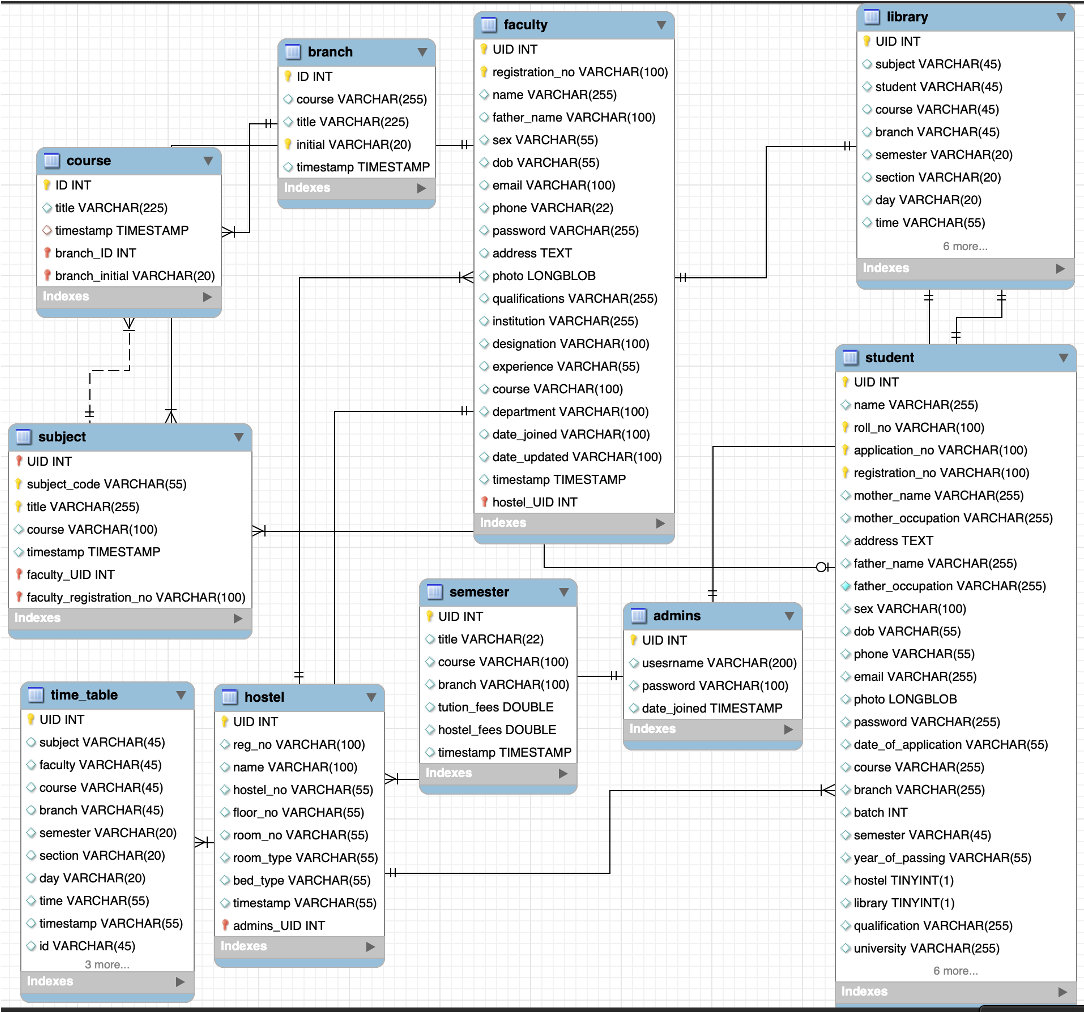 branch
ID INT
course VARCHAR(255)
title VARCHAR(225)
initial VARCHAR(20)
timestamp TIMESTAMP
Indexes
faculty
UID INT
registration_no VARCHAR(100)
name VARCHAR(255)
father_name VARCHAR(100)
sex VARCHAR(55)
dob VARCHAR(55)
email VARCHAR(100)
phone VARCHAR(22)
password VARCHAR(255)
address TEXT
photo LONGBLOB
qualifications VARCHAR(255)
institution VARCHAR(255)
designation VARCHAR(100)
experience VARCHAR(55)
course VARCHAR(100)
department VARCHAR(100)
date_joined VARCHAR(100)
date_updated VARCHAR(100)
timestamp TIMESTAMP
hostel_UID INT
Indexes
library
UID INT
subject VARCHAR(45)
student VARCHAR(45)
course VARCHAR(45)
branch VARCHAR(45)
semester VARCHAR(20)
section VARCHAR(20)
day VARCHAR(20)
time VARCHAR(55)
6 more...
Indexes
course
ID INT
title VARCHAR(225)
timestamp TIMESTAMP
branch_ID INT
branch_initial VARCHAR(20)
Indexes
subject
UID INT
subject_code VARCHAR(55)
title VARCHAR(255)
course VARCHAR(100)
timestamp TIMESTAMP
faculty_UID INT
faculty_registration_no VARCHAR(100)
Indexes
student
UID INT
name VARCHAR(255)
roll_no VARCHAR(100)
application_no VARCHAR(100)
registration_no VARCHAR(100)
mother_name VARCHAR(255)
mother_occupation VARCHAR(255)
address TEXT
father_name VARCHAR(255)
father_occupation VARCHAR(255)
sex VARCHAR(100)
dob VARCHAR(55)
phone VARCHAR(55)
email VARCHAR(255)
photo LONGBLOB
password VARCHAR(255)
date_of_application VARCHAR(55)
course VARCHAR(255)
branch VARCHAR(255)
batch INT
semester VARCHAR(45)
year_of_passing VARCHAR(55)
hostel TINYINT(1)
library TINYINT(1)
qualification VARCHAR(255)
university VARCHAR(255)
6 more...
Indexes
semester
UID INT
title VARCHAR(22)
course VARCHAR(100)
branch VARCHAR(100)
tution_fees DOUBLE
hostel_fees DOUBLE
timestamp TIMESTAMP
Indexes
admins
UID INT
usesrname VARCHAR(200)
password VARCHAR(100)
date_joined TIMESTAMP
Indexes
time_table
UID INT
subject VARCHAR(45)
faculty VARCHAR(45)
course VARCHAR(45)
branch VARCHAR(45)
semester VARCHAR(20)
section VARCHAR(20)
day VARCHAR(20)
time VARCHAR(55)
timestamp VARCHAR(55)
id VARCHAR(45)
3 more...
Indexes
hostel
UID INT
reg_no VARCHAR(100)
name VARCHAR(100)
hostel_no VARCHAR(55)
floor_no VARCHAR(55)
room_no VARCHAR(55)
room_type VARCHAR(55)
bed_type VARCHAR(55)
timestamp VARCHAR(55)
admins_UID INT
Indexes